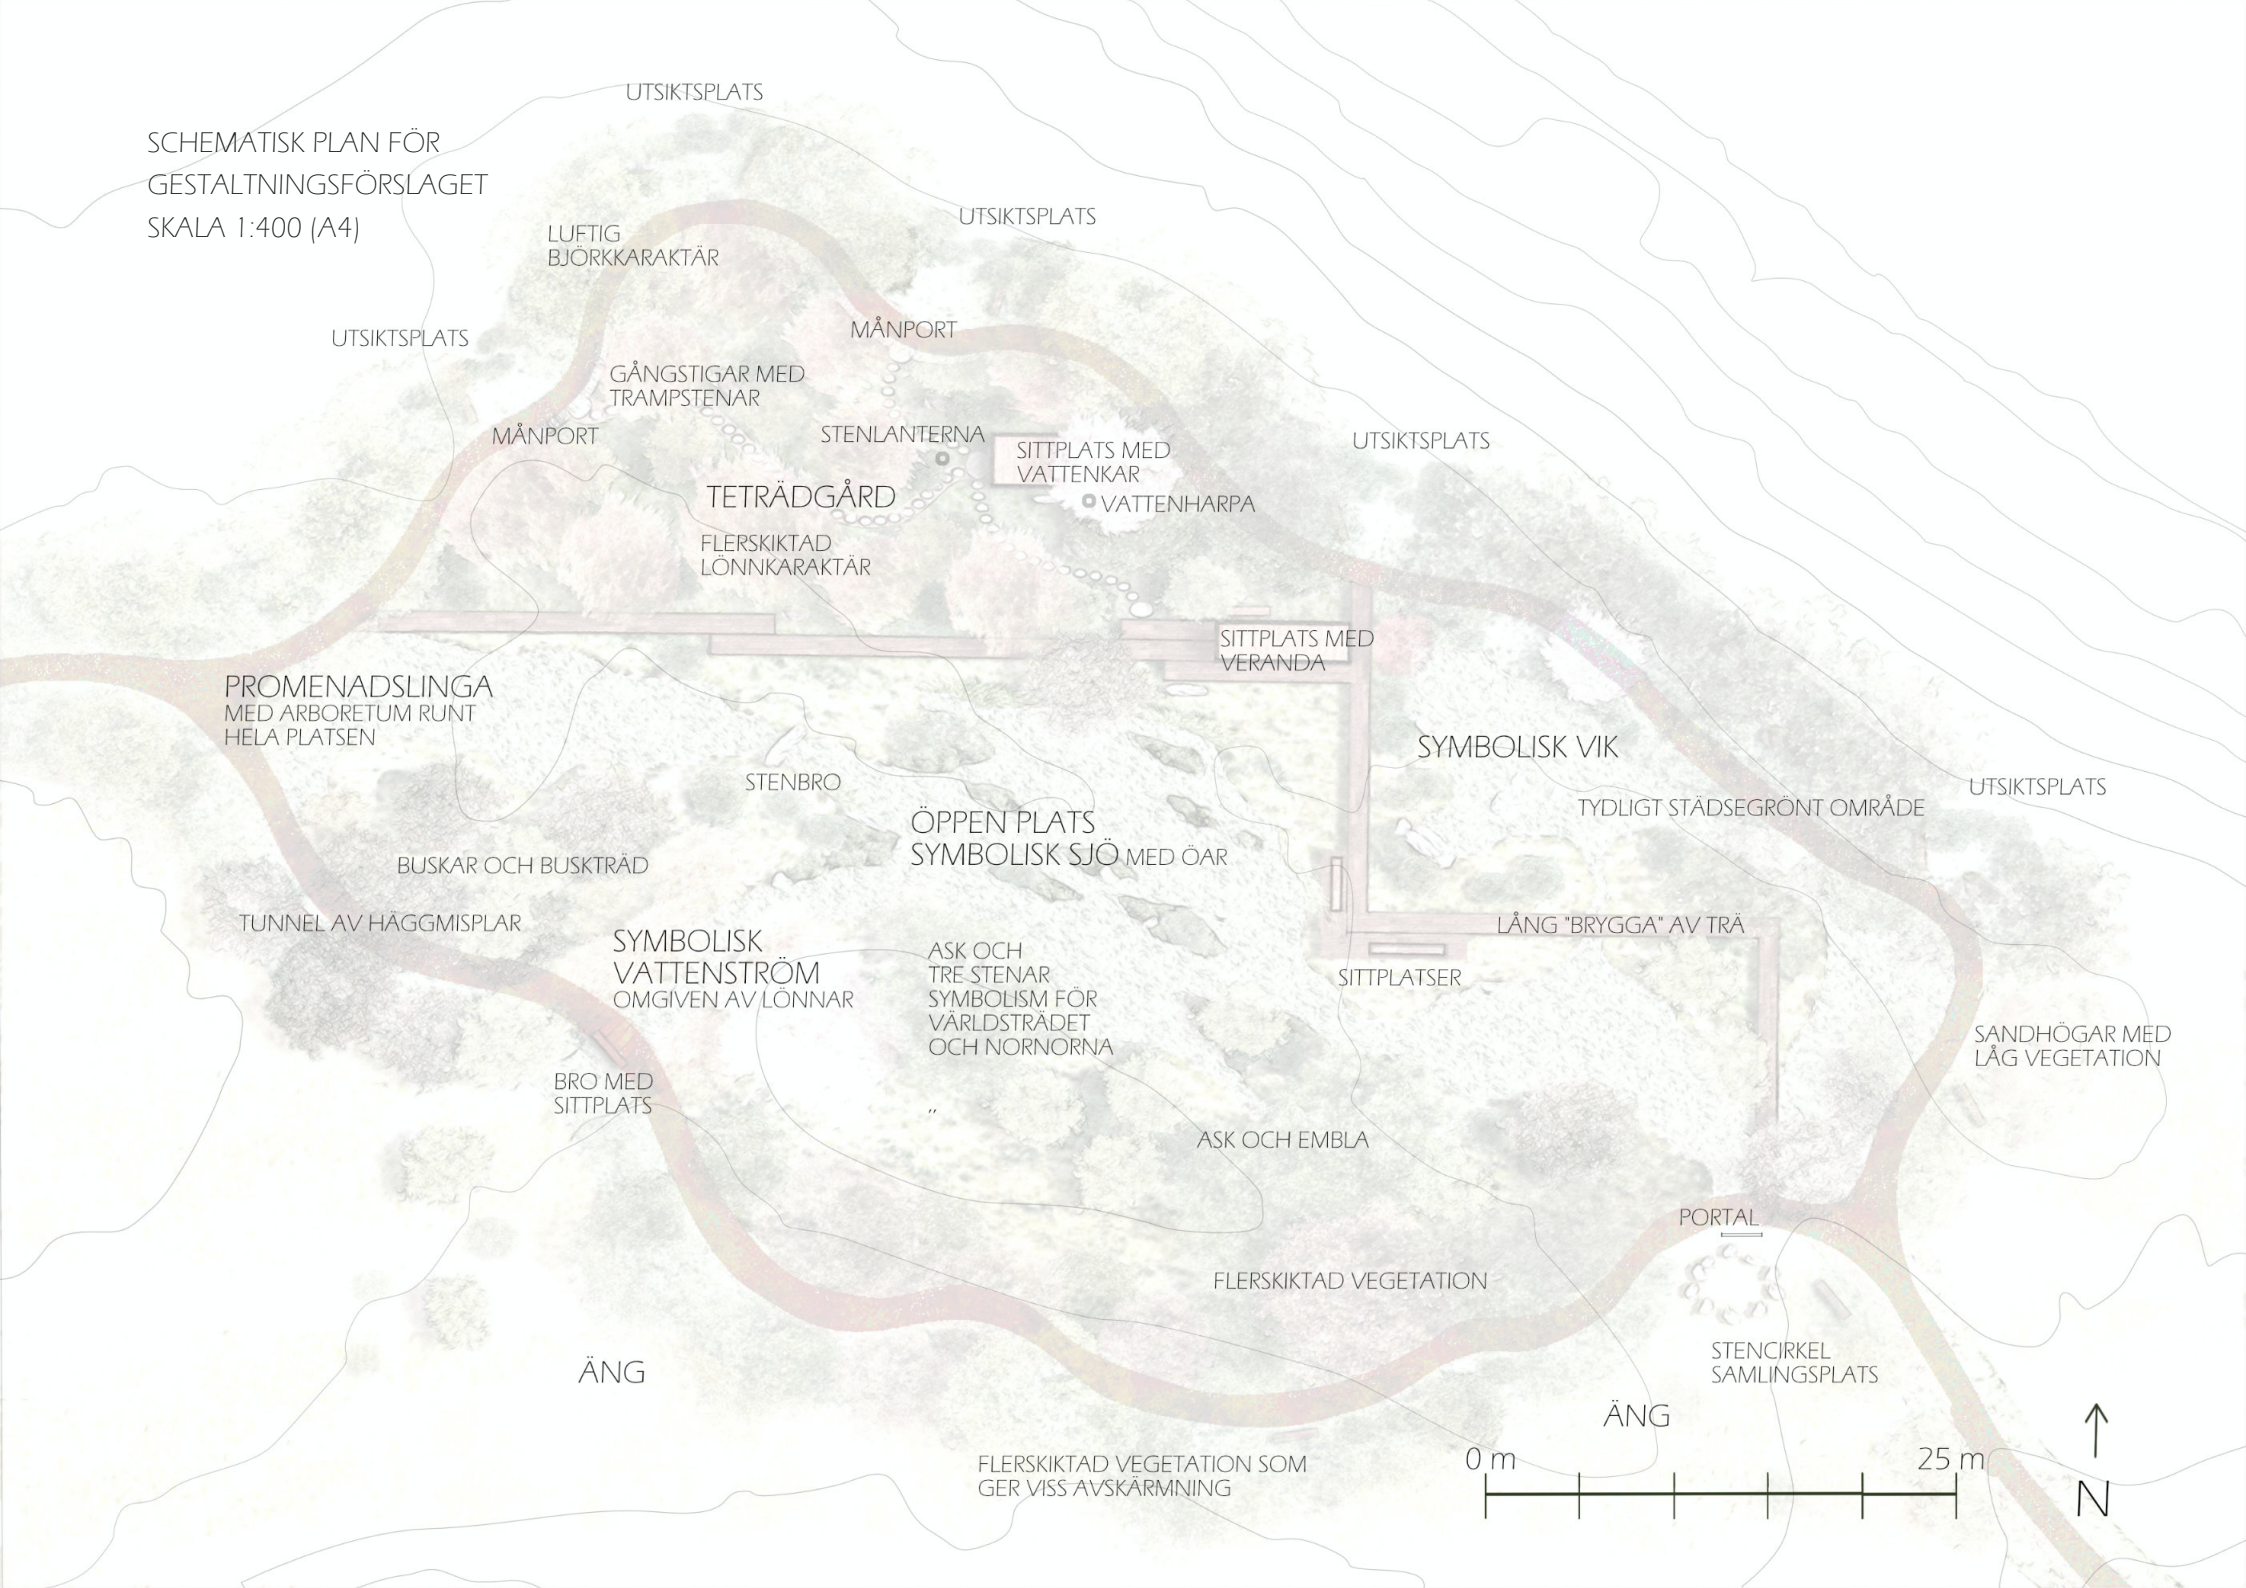 UTSIKTSPLATS
SCHEMATISK PLAN FÖR
GESTALTNINGSFÖRSLAGET
SKALA 1:400 (A4)
UTSIKTSPLATS
LUFTIG
BJÖRKKARAKTÄR
UTSIKTSPLATS
MÅNPORT
GÅNGSTIGAR MED
TRAMPSTENAR
MÅNPORT
STENLANTERNA
SITTPLATS MED
VATTENKAR
UTSIKTSPLATS
TETRÄDGÅRD
VATTENHARPA
FLERSKIKTAD
LÖNNKARAKTÄR
SITTPLATS MED
VERANDA
PROMENADSLINGA
MED ARBORETUM RUNT
HELA PLATSEN
SYMBOLISK VIK
STENBRO
UTSIKTSPLATS
TYDLIGT STÄDSEGRÖNT OMRÅDE
ÖPPEN PLATS
SYMBOLISK SJÖ MED ÖAR
BUSKAR OCH BUSKTRÄD
TUNNEL AV HÄGGMISPLAR
LÅNG "BRYGGA" AV TRÄ
SYMBOLISK
VATTENSTRÖM
OMGIVEN AV LÖNNAR
ASK OCH
TRE STENAR
SYMBOLISM FÖR
VÄRLDSTRÄDET
OCH NORNORNA
,,
SITTPLATSER
SANDHÖGAR MED
LÅG VEGETATION
BRO MED
SITTPLATS
ASK OCH EMBLA
PORTAL
FLERSKIKTAD VEGETATION
STENCIRKEL
SAMLINGSPLATS
ÄNG
ÄNG
FLERSKIKTAD VEGETATION SOM
GER VISS AVSKÄRMNING
0 m 25 m
N